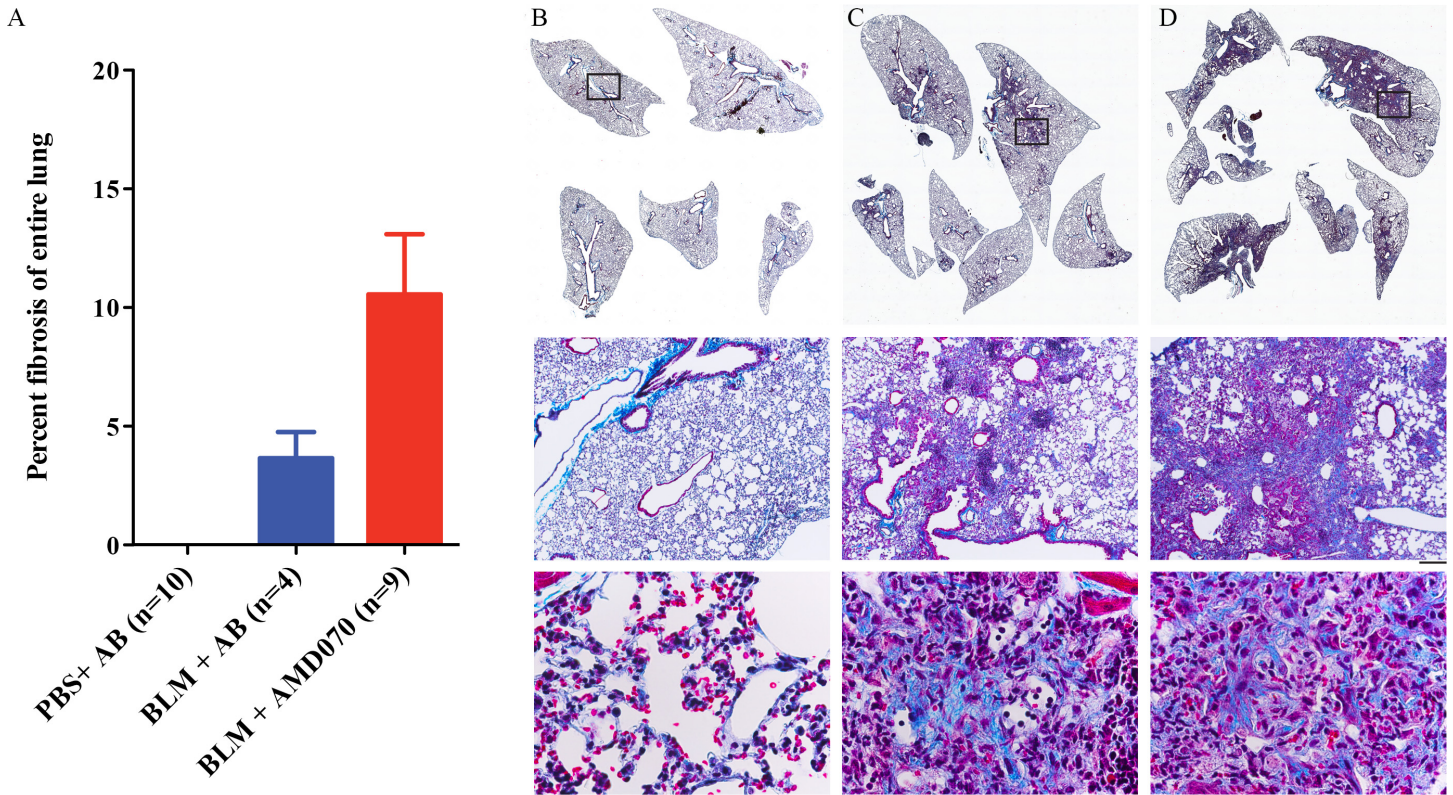 A
B
C
D
Percent fibrosis of entire lung
20
15
10
5
0
PBS+ AB (n=10)
BLM + AB (n=4)
BLM + AMD070 (n=9)